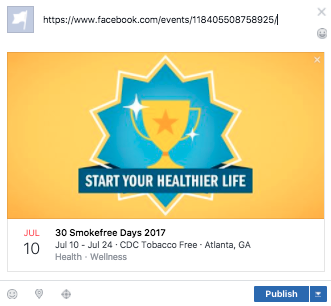 https://www.facebook.com/events/118405508758925/
START YOUR HEALTHIER LIFE
JUL
10
30 Smokefree Days 2017
Jul 10 - Jul 24 · CDC Tobacco Free · Atlanta, GA
Health · Wellness
Publish